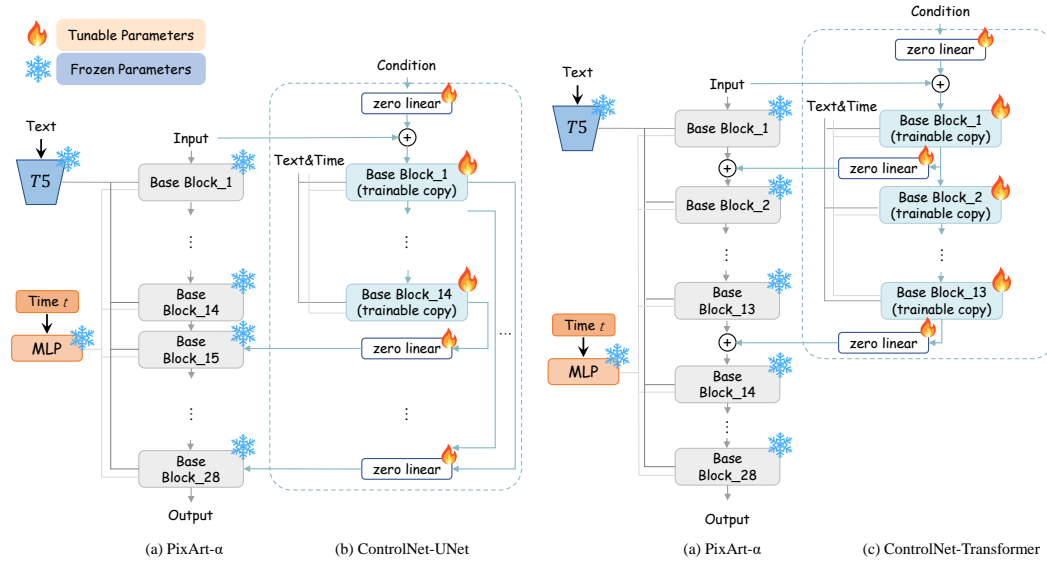 Tunable Parameters
Frozen Parameters
Text
T5
Time t
MLP
Input
Base Block_1
⋮
Base
Block_14
Base
Block_15
⋮
Base
Block_28
Output
Condition
zero linear
+
Text&Time
Base Block_1
(trainable copy)
⋮
Base Block_14
(trainable copy)
...
zero linear
⋮
zero linear
(a) PixArt-α
(b) ControlNet-UNet
Text
T5
Time t
MLP
Input
Base Block_1
+
Base Block_2
⋮
Base
Block_13
+
Base
Block_14
⋮
Base
Block_28
Output
Condition
zero linear
+
Text&Time
Base Block_1
(trainable copy)
zero linear
Base Block_2
(trainable copy)
⋮
Base Block_13
(trainable copy)
zero linear
(a) PixArt-α
(c) ControlNet-Transformer